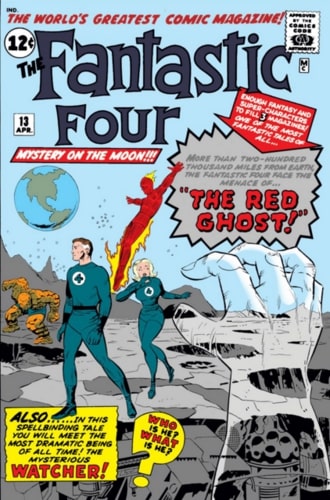 IND.
THE WORLD'S GREATEST COMIC MAGAZINE!
12¢
APPROVED
BY THE
COMICS
CODE
CA
AUTHORITY
THE
Fantastic
Four
M
C
13
APR.
MYSTERY ON THE MOON!!!
ENOUGH FANTASY AND
SUPER-CHARACTERS
TO FILL 3 MAGAZINES!
ONE OF THE MOST
FANTASTIC TALES OF
ALL...
MORE THAN TWO-HUNDRED
THOUSAND MILES FROM EARTH,
THE FANTASTIC FOUR FACE THE
MENACE OF...
"THE RED
GHOST!"
4
4
ALSO......IN THIS
SPELLBINDING TALE
YOU WILL MEET THE
MOST DRAMATIC BEING
OF ALL TIME! THE
MYSTERIOUS
WATCHER!
WHO
IS HE?
WHAT
IS HE?